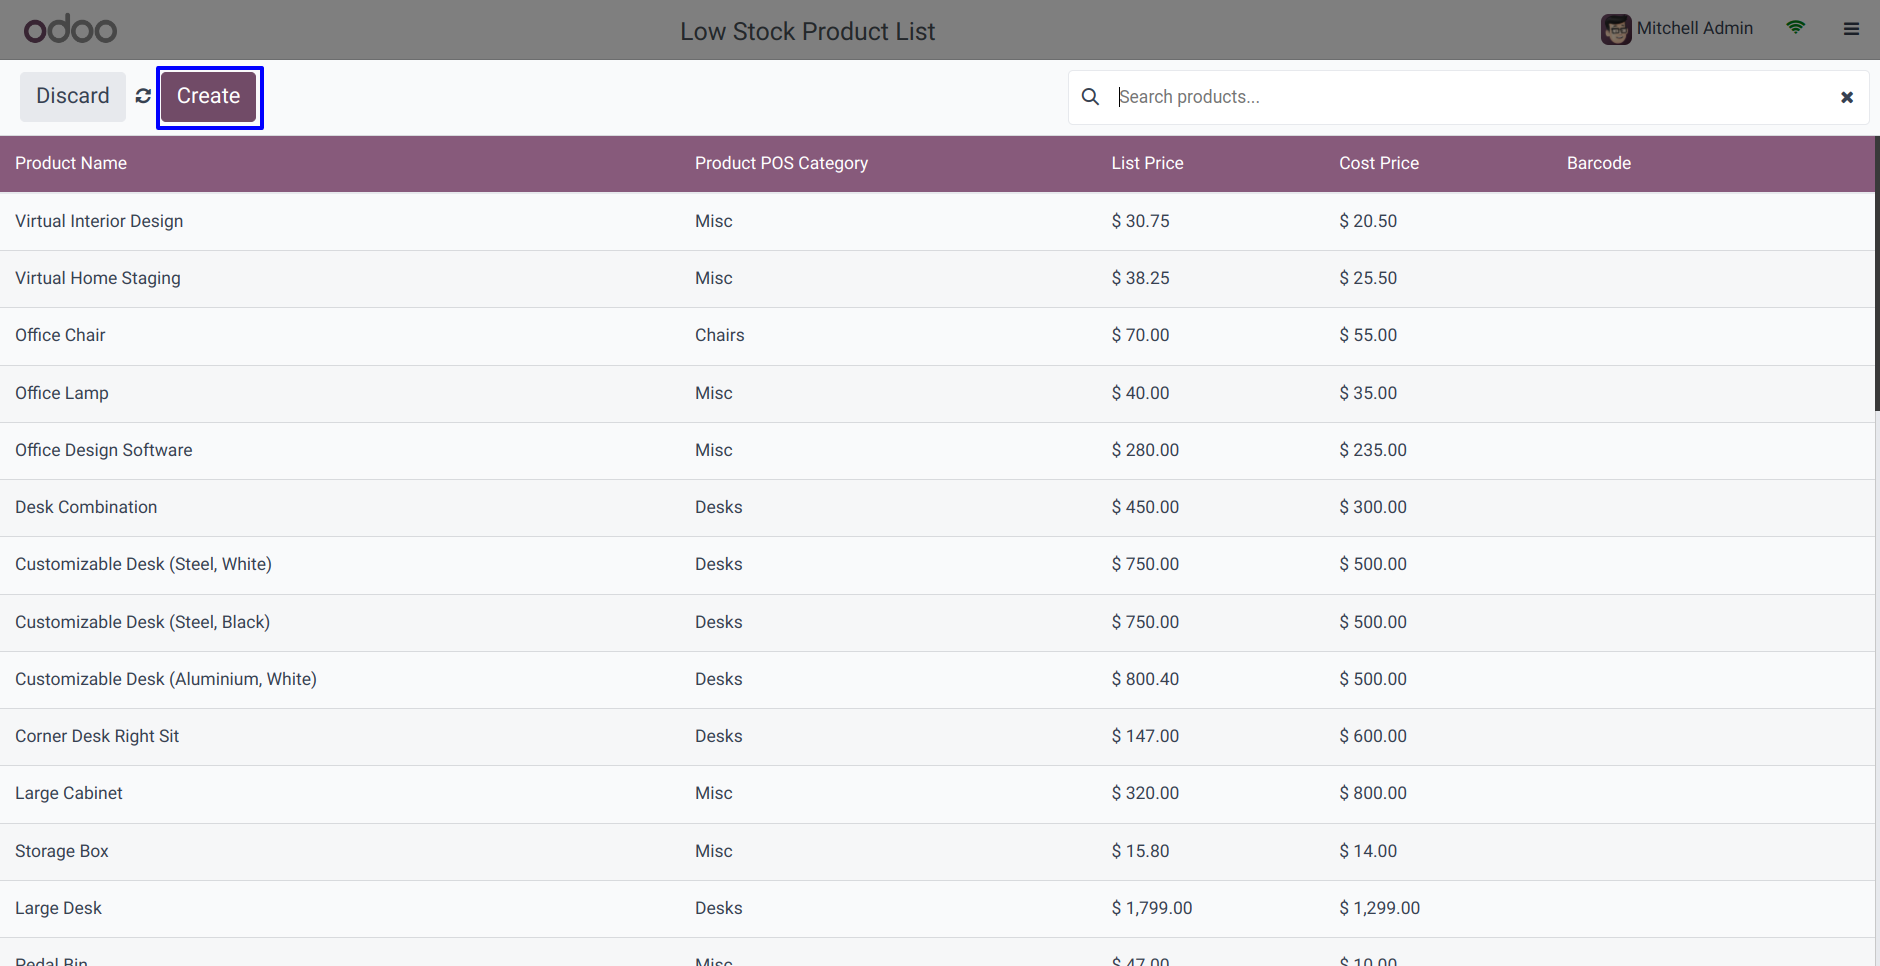 odoo Low Stock Product List Mitchell Admin
Discard Create Search products...
Product Name Product POS Category List Price Cost Price Barcode
Virtual Interior Design Misc $ 30.75 $ 20.50
Virtual Home Staging Misc $ 38.25 $ 25.50
Office Chair Chairs $ 70.00 $ 55.00
Office Lamp Misc $ 40.00 $ 35.00
Office Design Software Misc $ 280.00 $ 235.00
Desk Combination Desks $ 450.00 $ 300.00
Customizable Desk (Steel, White) Desks $ 750.00 $ 500.00
Customizable Desk (Steel, Black) Desks $ 750.00 $ 500.00
Customizable Desk (Aluminium, White) Desks $ 800.40 $ 500.00
Corner Desk Right Sit Desks $ 147.00 $ 600.00
Large Cabinet Misc $ 320.00 $ 800.00
Storage Box Misc $ 15.80 $ 14.00
Large Desk Desks $ 1,799.00 $ 1,299.00
Pedal Bin Misc $ 47.00 $ 10.00